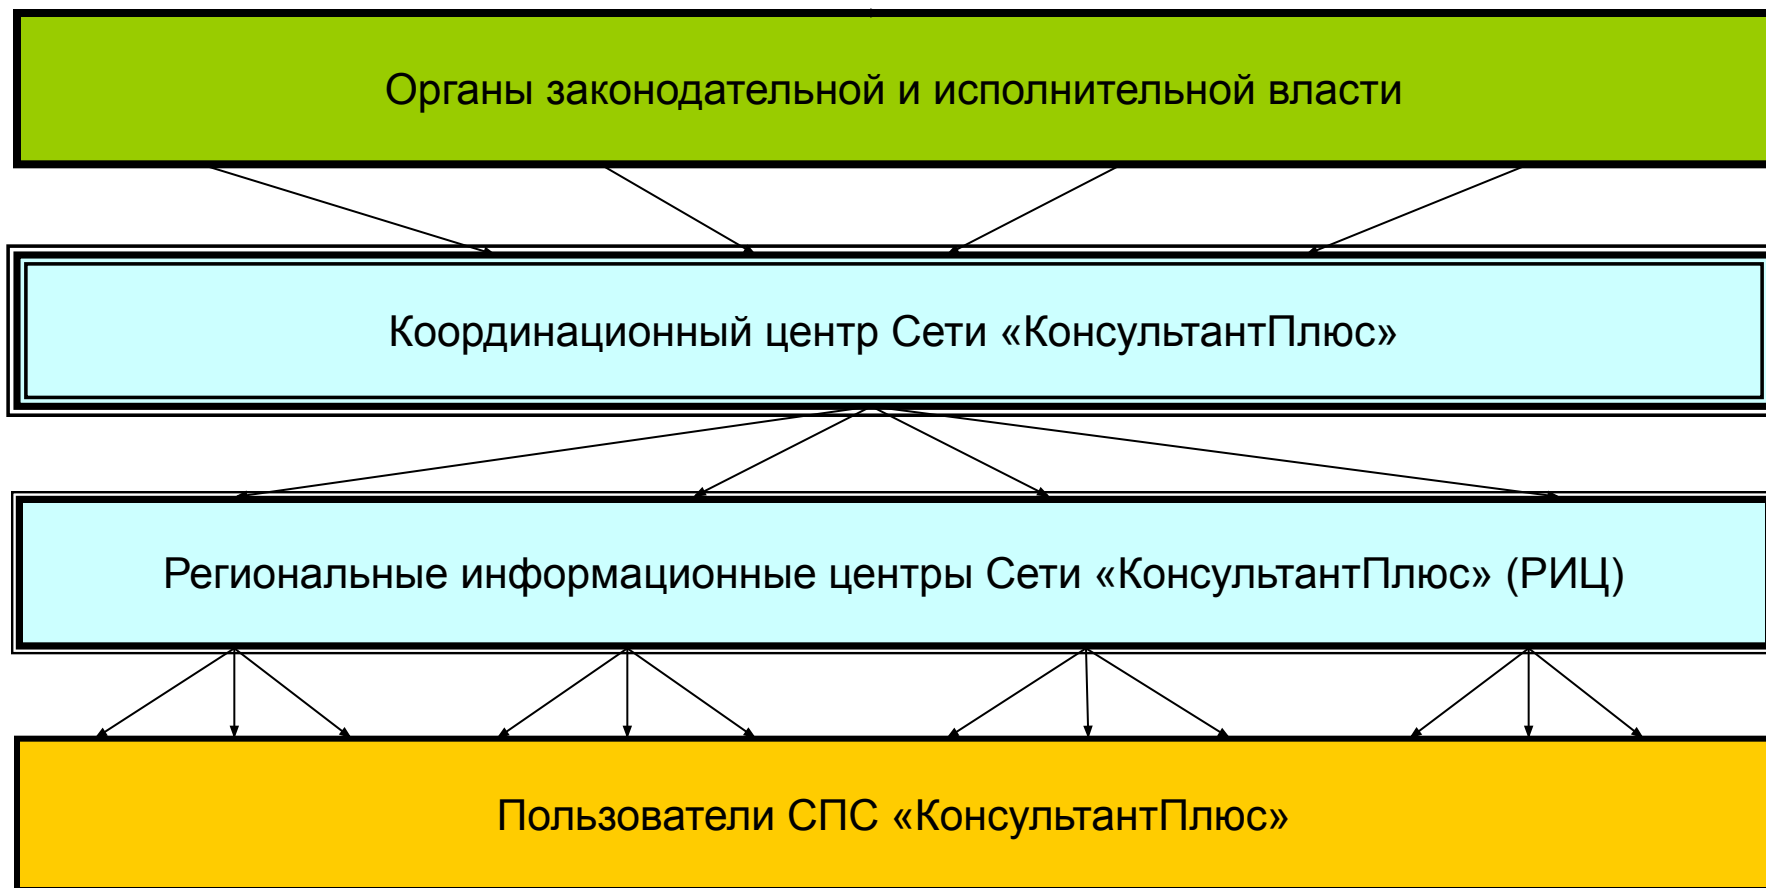 Органы законодательной и исполнительной власти
Координационный центр Сети «КонсультантПлюс»
Региональные информационные центры Сети «КонсультантПлюс» (РИЦ)
Пользователи СПС «КонсультантПлюс»